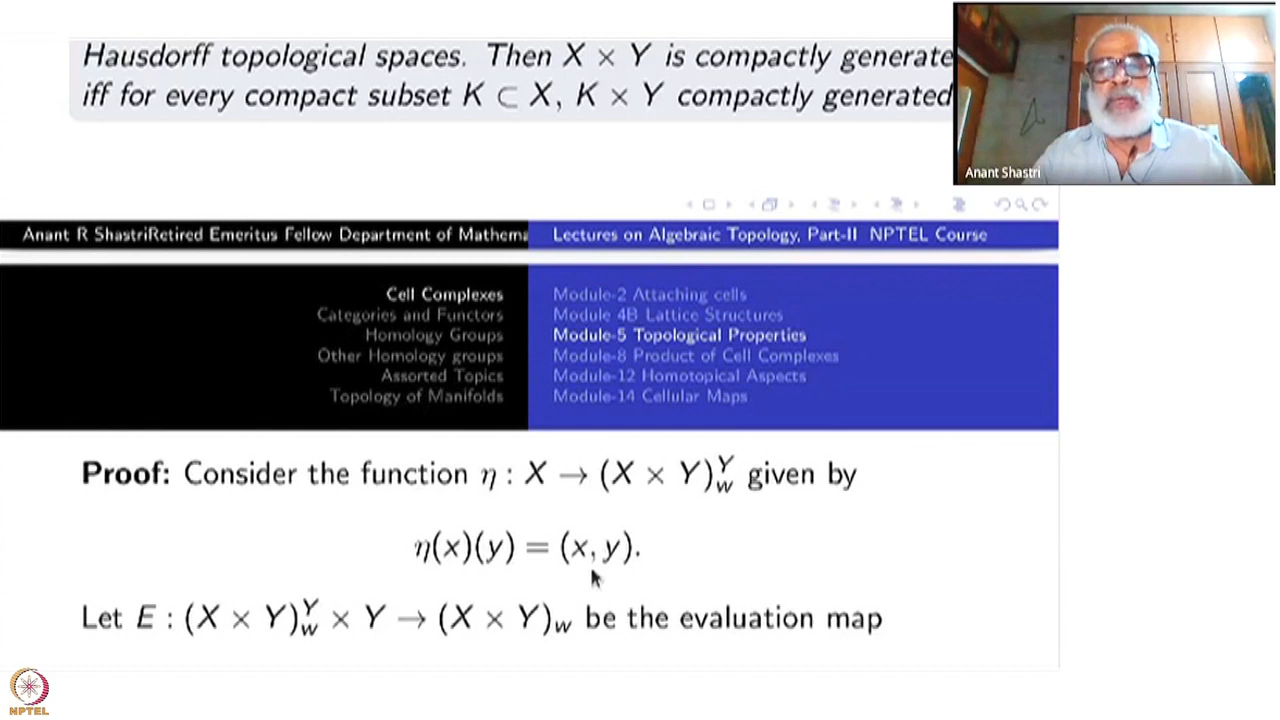 Hausdorff topological spaces. Then X × Y is compactly generate
iff for every compact subset K ⊂ X, K × Y compactly generated
Anant Shastri
Anant R ShastriRetired Emeritus Fellow Department of Mathema
Lectures on Algebraic Topology, Part-II NPTEL Course
Cell Complexes
Categories and Functors
Homology Groups
Other Homology groups
Assorted Topics
Topology of Manifolds
Module-2 Attaching cells
Module 4B Lattice Structures
Module-5 Topological Properties
Module-8 Product of Cell Complexes
Module-12 Homotopical Aspects
Module-14 Cellular Maps
Proof: Consider the function η : X → (X × Y)_w^Y given by
η(x)(y) = (x, y).
Let E : (X × Y)_w^Y × Y → (X × Y)_w be the evaluation map
NPTEL